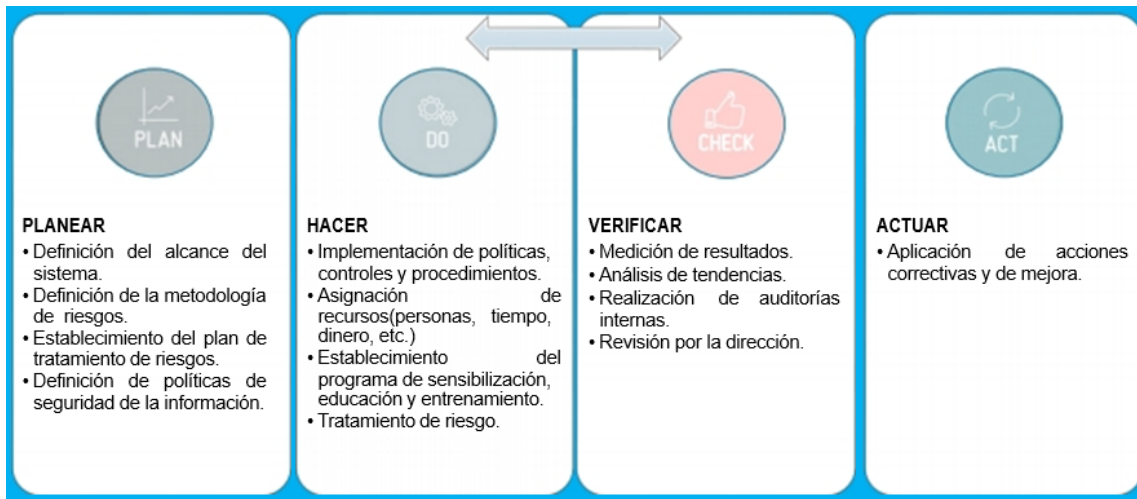 PLAN
PLANEAR
• Definición del alcance del
sistema.
• Definición de la metodología
de riesgos.
• Establecimiento del plan de
tratamiento de riesgos.
• Definición de políticas de
seguridad de la información.
DO
HACER
• Implementación de políticas,
controles y procedimientos.
• Asignación de
recursos(personas, tiempo,
dinero, etc.)
• Establecimiento del
programa de sensibilización,
educación y entrenamiento.
• Tratamiento de riesgo.
CHECK
VERIFICAR
• Medición de resultados.
• Análisis de tendencias.
• Realización de auditorías
internas.
• Revisión por la dirección.
ACT
ACTUAR
• Aplicación de acciones
correctivas y de mejora.